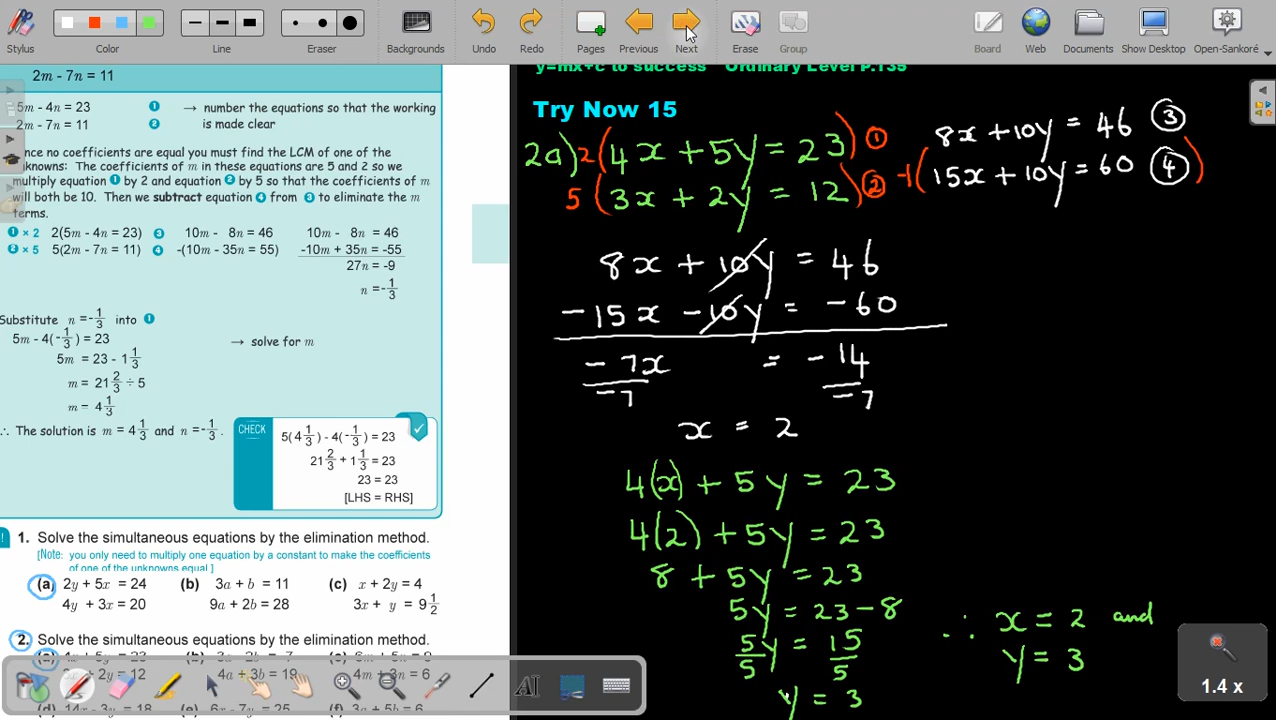 Stylus
Color
Line
Eraser
Backgrounds
Undo
Redo
Pages
Previous
Next
Erase
Group
Board
Web
Documents
Show Desktop
Open-Sankoré
2m - 7n = 11
5m - 4n = 23 1 → number the equations so that the working
2m - 7n = 11 2 is made clear
nce no coefficients are equal you must find the LCM of one of the
knowns: The coefficients of m in these equations are 5 and 2 so we
multiply equation 1 by 2 and equation 2 by 5 so that the coefficients of m
will both be 10. Then we subtract equation 4 from 3 to eliminate the m
terms.
1 × 2 2(5m - 4n = 23) 3 10m - 8n = 46 10m - 8n = 46
2 × 5 5(2m - 7n = 11) 4 -(10m - 35n = 55) -10m + 35n = -55
27n = -9
n = -1/3
Substitute n = -1/3 into 1
5m - 4(-1/3) = 23 → solve for m
5m = 23 - 1 1/3
m = 21 2/3 ÷ 5
m = 4 1/3
∴ The solution is m = 4 1/3 and n = -1/3.
CHECK
5(4 1/3) - 4(-1/3) = 23
21 2/3 + 1 1/3 = 23
23 = 23
[LHS = RHS]
1. Solve the simultaneous equations by the elimination method.
[Note: you only need to multiply one equation by a constant to make the coefficients
of one of the unknowns equal ]
(a) 2y + 5x = 24 (b) 3a + b = 11 (c) x + 2y = 4
4y + 3x = 20 9a + 2b = 28 3x + y = 9 1/2
2. Solve the simultaneous equations by the elimination method.
y=mx+c to success Ordinary Level P.135
Try Now 15
2a) 2(4x + 5y = 23) 1
5(3x + 2y = 12) 2
8x + 10y = 46 3
-1(15x + 10y = 60 4)
8x + 10y = 46
-15x - 10y = -60
-7x = -14
-7 -7
x = 2
4(x) + 5y = 23
4(2) + 5y = 23
8 + 5y = 23
5y = 23 - 8
5/5 y = 15/5
y = 3
∴ x = 2 and
y = 3
1.4 x